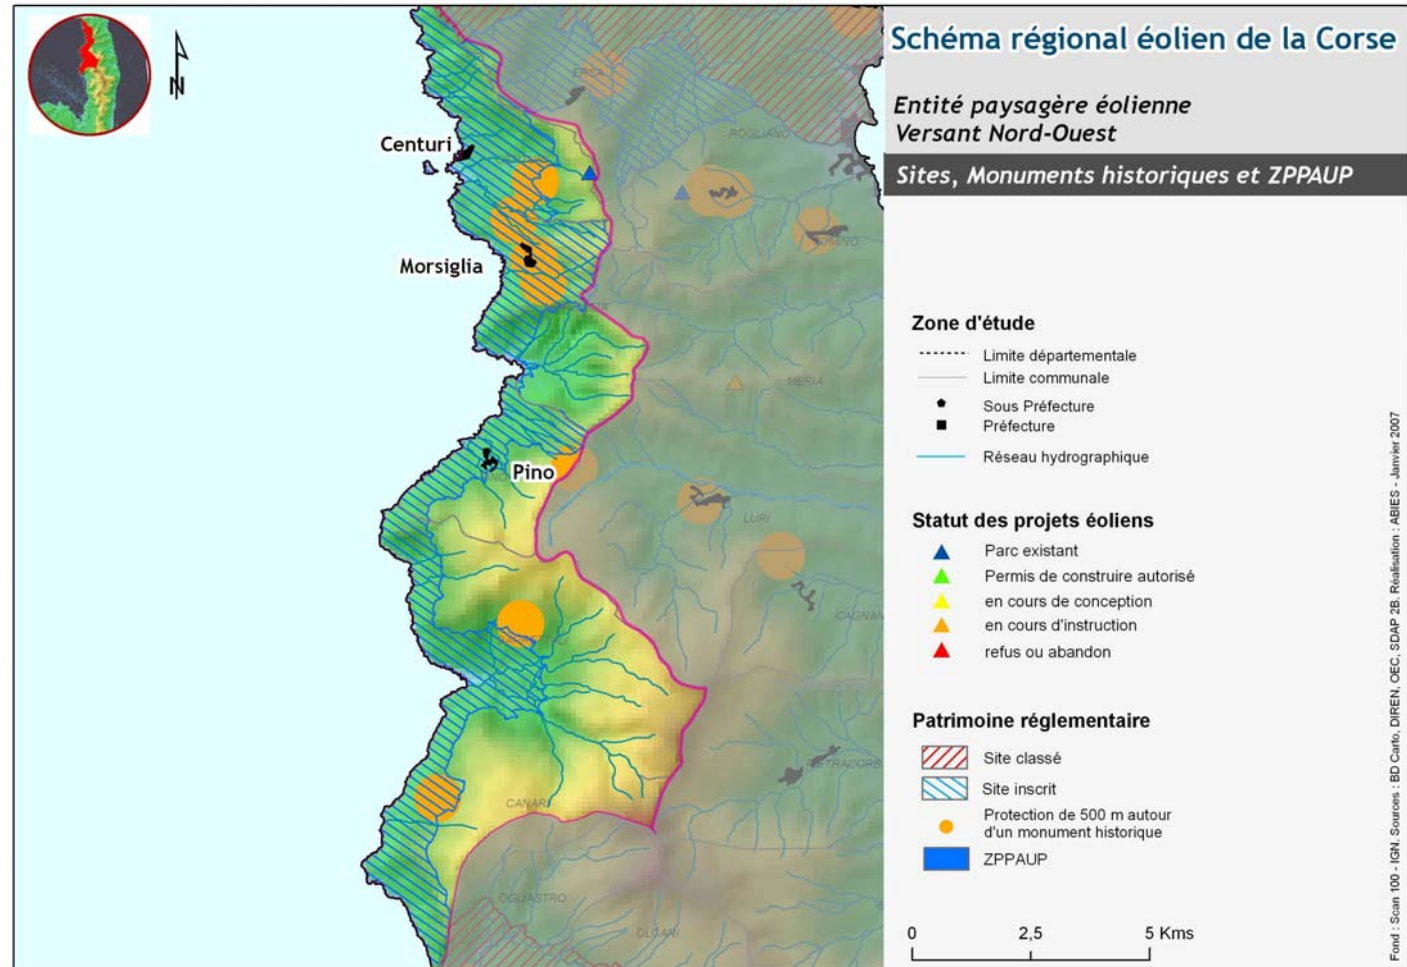 Schéma régional éolien de la Corse
Entité paysagère éolienne
Versant Nord-Ouest
Sites, Monuments historiques et ZPPAUP
N
ERSA
ROGLIANO
Centuri
Morsiglia
MERIA
Pino
LURI
CANARI
OGLIASTRO
OLCANI
Zone d'étude
Limite départementale
Limite communale
Sous Préfecture
Préfecture
Réseau hydrographique
Statut des projets éoliens
Parc existant
Permis de construire autorisé
en cours de conception
en cours d'instruction
refus ou abandon
Patrimoine réglementaire
Site classé
Site inscrit
Protection de 500 m autour
d'un monument historique
ZPPAUP
0 2,5 5 Kms
Fond : Scan 100 - IGN. Sources : BD Carto, DIREN, OEC, SDAP 2B. Réalisation : ABIES - Janvier 2007